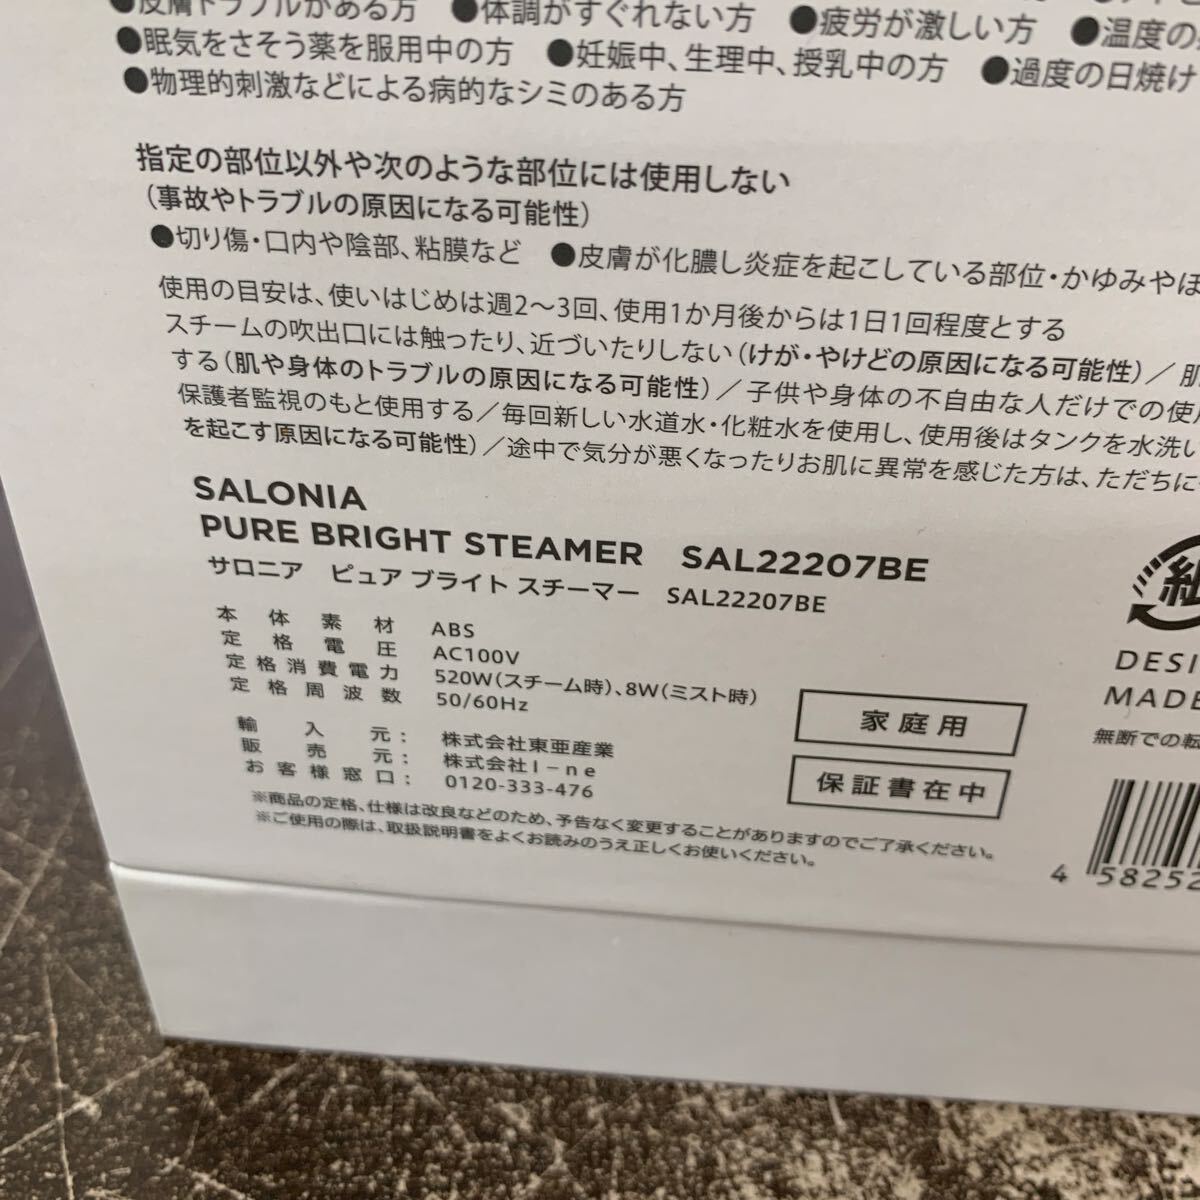 ●皮膚トラブルがある方 ●体調がすぐれない方 ●疲労が激しい方 ●温度の
●眠気をさそう薬を服用中の方 ●妊娠中、生理中、授乳中の方 ●過度の日焼け
●物理的刺激などによる病的なシミのある方
指定の部位以外や次のような部位には使用しない
(事故やトラブルの原因になる可能性)
●切り傷・口内や陰部、粘膜など ●皮膚が化膿し炎症を起こしている部位・かゆみやほ
使用の目安は、使いはじめは週2〜3回、使用1か月後からは1日1回程度とする
スチームの吹出口には触ったり、近づいたりしない(けが・やけどの原因になる可能性)/肌
する(肌や身体のトラブルの原因になる可能性)/子供や身体の不自由な人だけでの使
保護者監視のもと使用する/毎回新しい水道水・化粧水を使用し、使用後はタンクを水洗い
を起こす原因になる可能性)/途中で気分が悪くなったりお肌に異常を感じた方は、ただちに
SALONIA
PURE BRIGHT STEAMER SAL22207BE
サロニア ピュア ブライト スチーマー SAL22207BE
本体素材 ABS
定格電圧 AC100V
定格消費電力 520W(スチーム時)、8W(ミスト時)
定格周波数 50/60Hz
輸入元: 株式会社東亜産業
販売元: 株式会社I-ne
お客様窓口: 0120-333-476
※商品の定格、仕様は改良などのため、予告なく変更することがありますのでご了承ください。
※ご使用の際は、取扱説明書をよくお読みのうえ正しくお使いください。
家庭用
保証書在中
紙
DESI
MADE
無断での転
4 58252